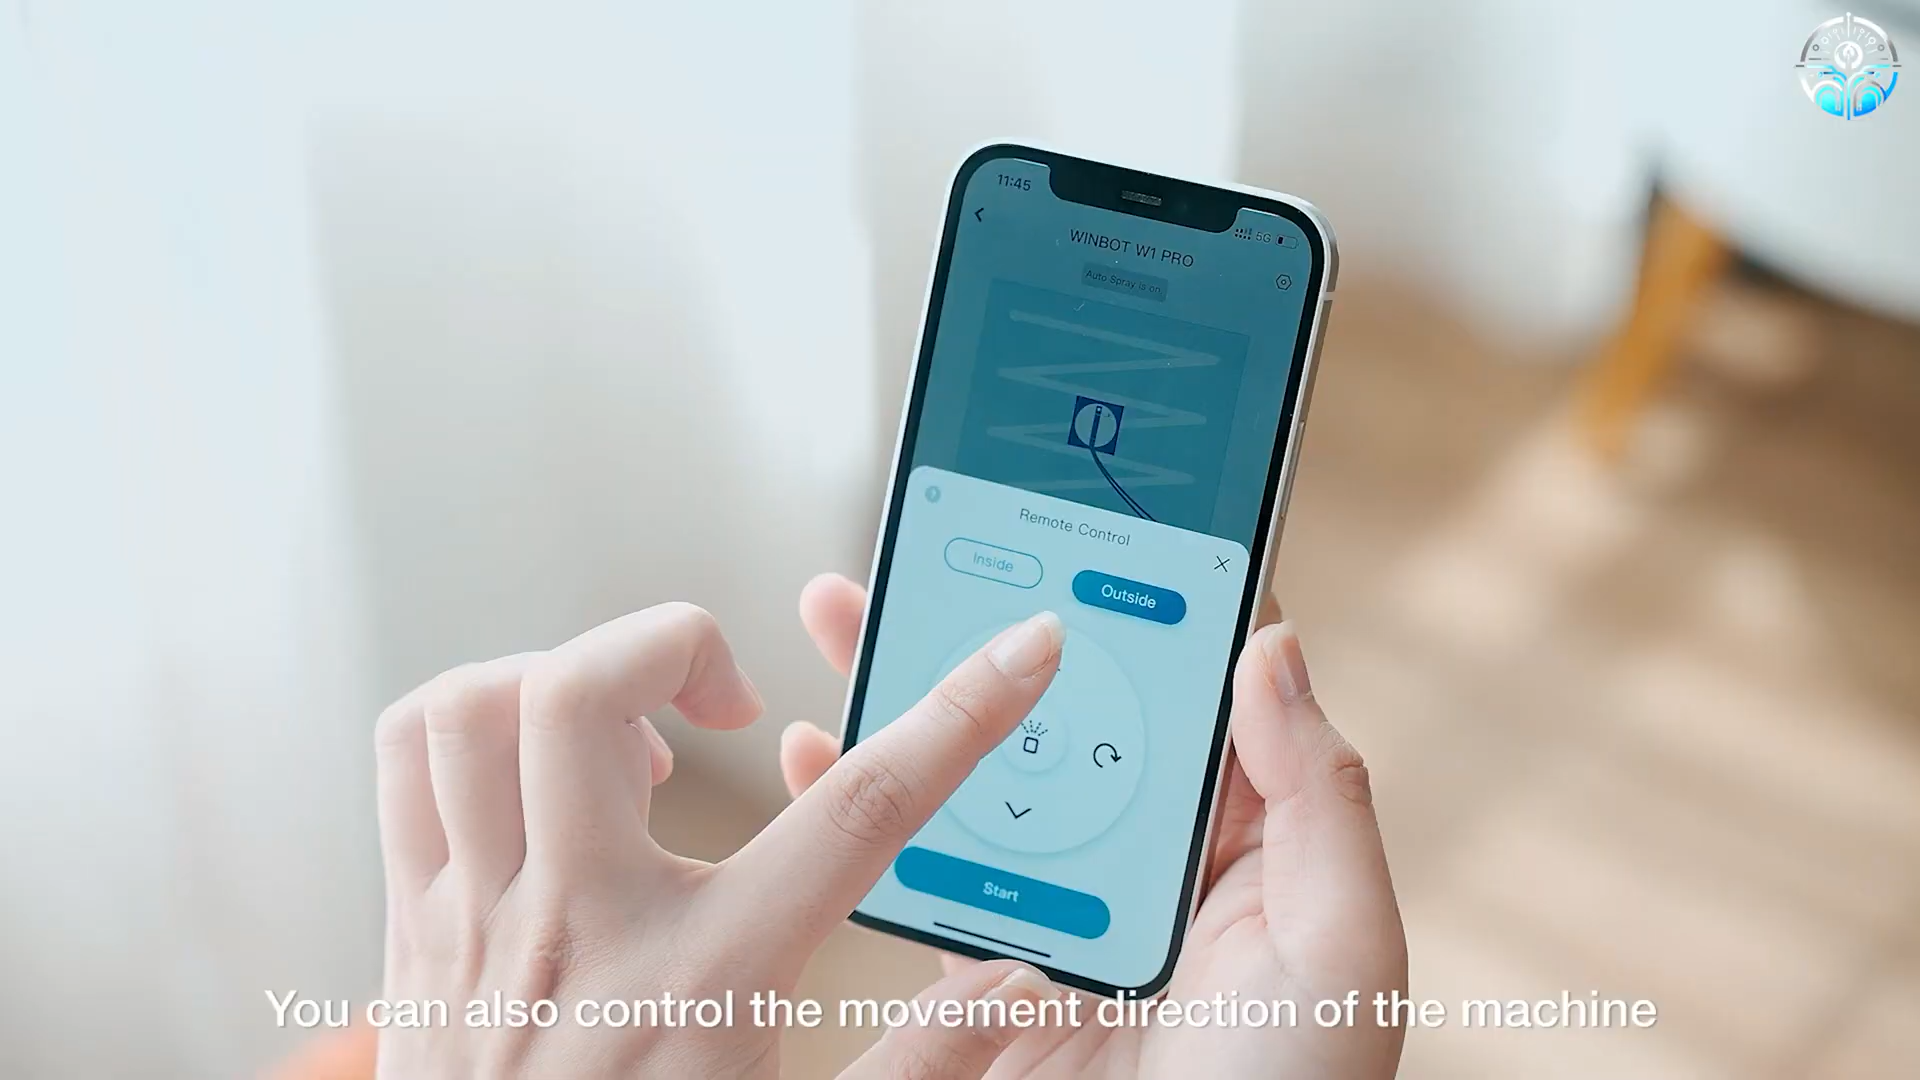 11:45
5G
WINBOT W1 PRO
Auto Spray is on
?
Remote Control
Inside
Outside
Start
You can also control the movement direction of the machine